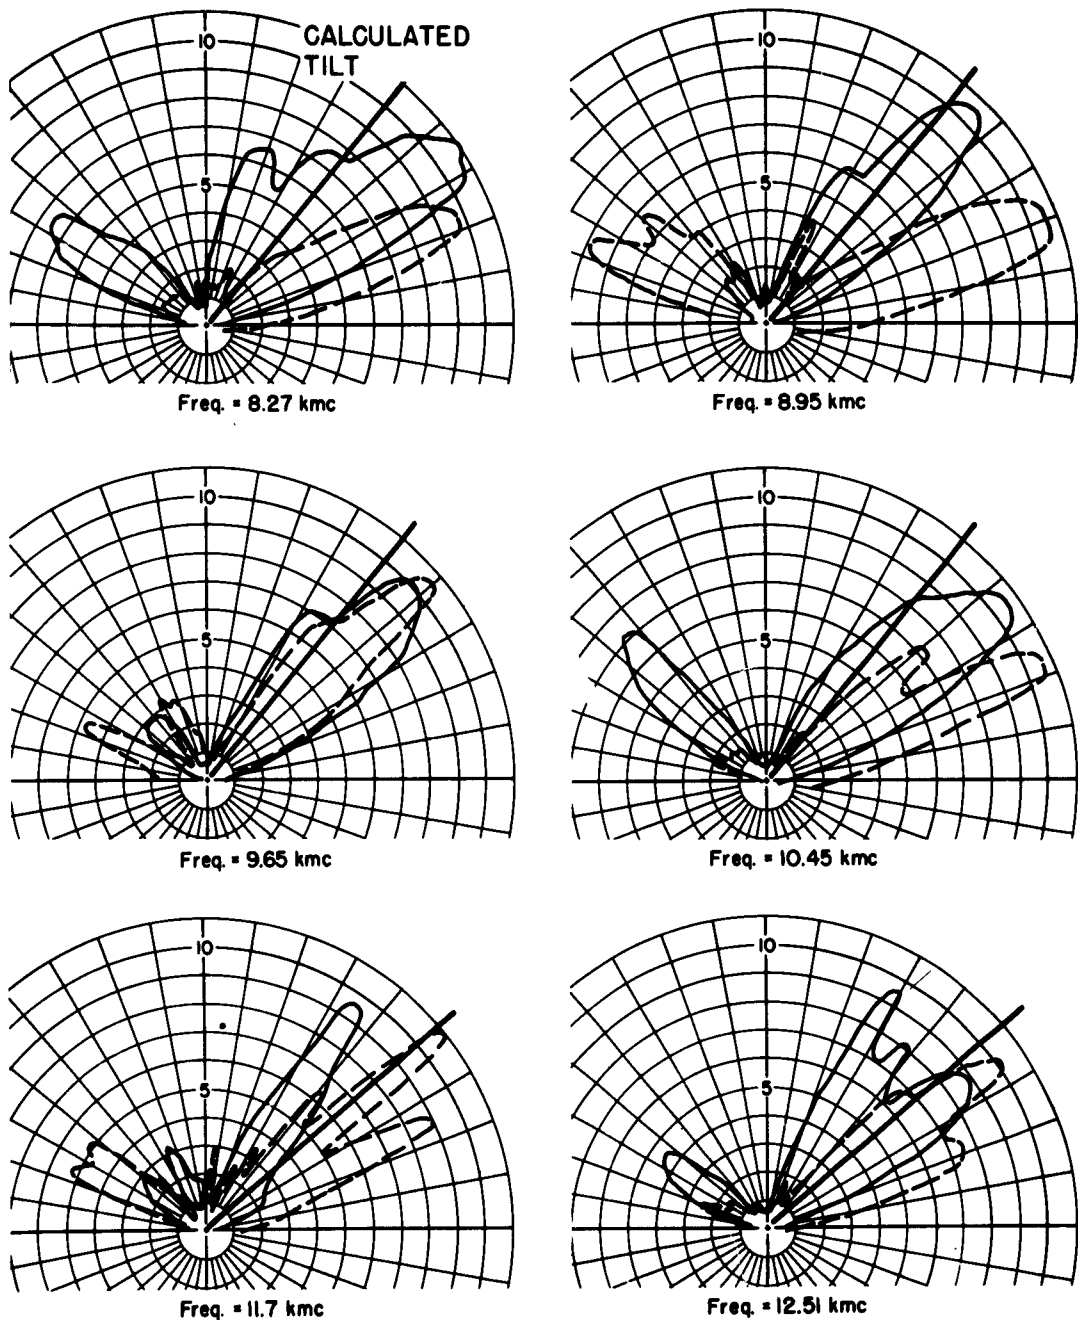 CALCULATED
TILT
10
5
Freq. = 8.27 kmc
10
5
Freq. = 8.95 kmc
10
5
Freq. = 9.65 kmc
10
5
Freq. = 10.45 kmc
10
5
Freq. = 11.7 kmc
10
5
Freq. = 12.51 kmc